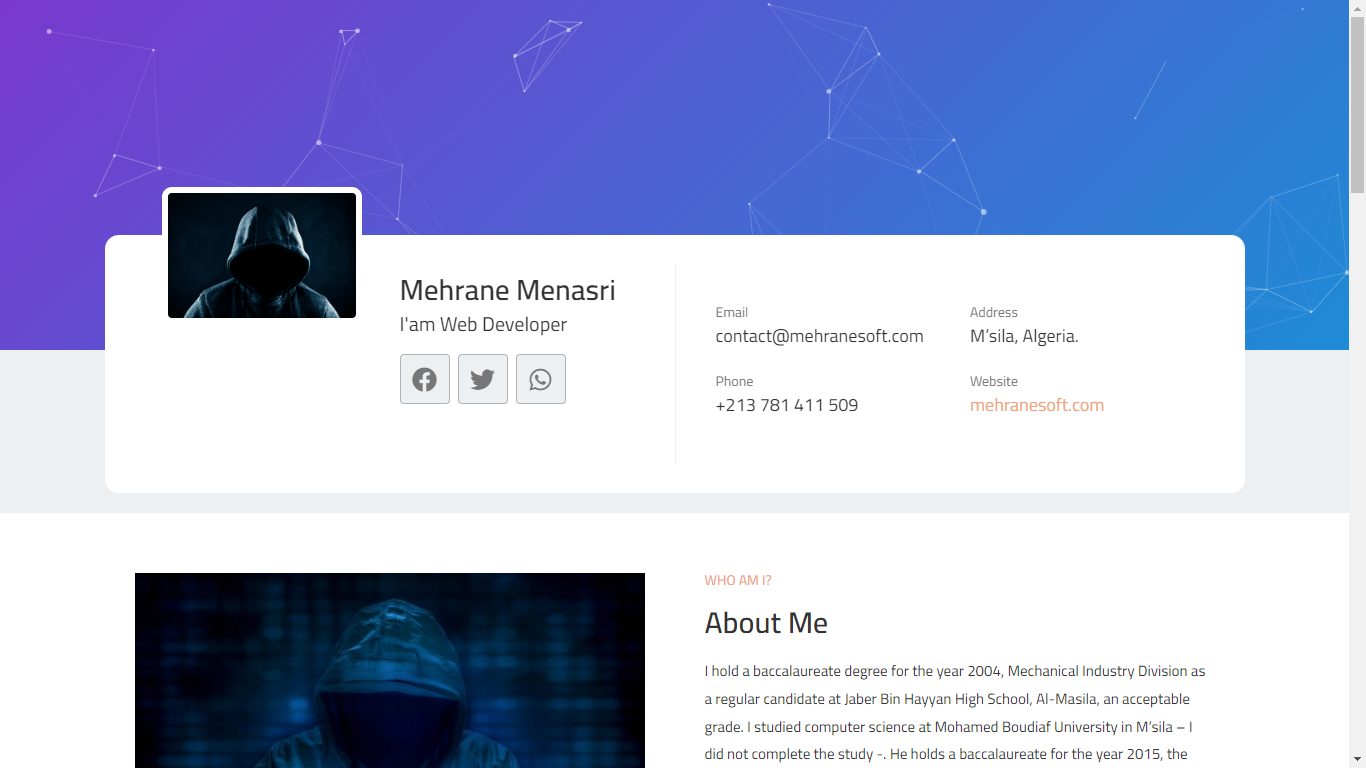 Mehrane Menasri
I'am Web Developer
Email
contact@mehranesoft.com
Address
M’sila, Algeria.
Phone
+213 781 411 509
Website
mehranesoft.com
WHO AM I?
About Me
I hold a baccalaureate degree for the year 2004, Mechanical Industry Division as
a regular candidate at Jaber Bin Hayyan High School, Al-Masila, an acceptable
grade. I studied computer science at Mohamed Boudiaf University in M’sila – I
did not complete the study -. He holds a baccalaureate for the year 2015, the